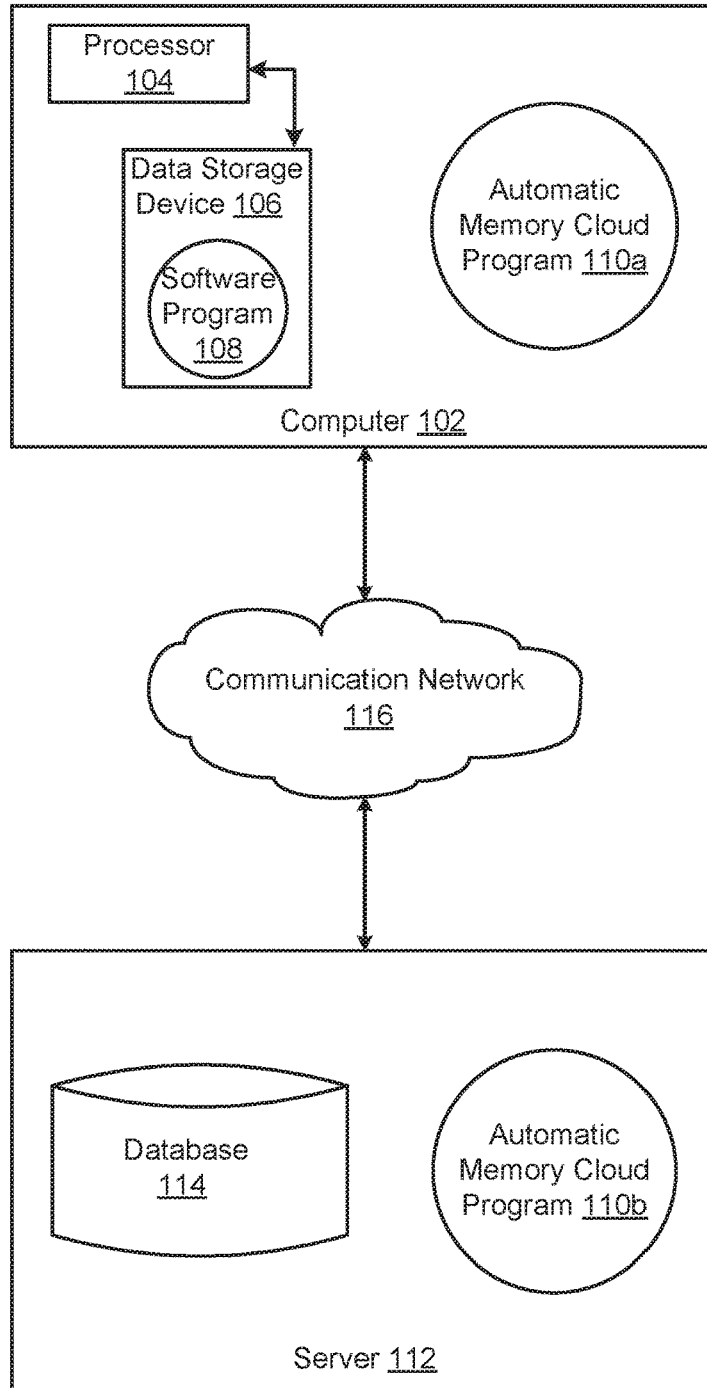 Processor
104
Data Storage
Device 106
Software
Program
108
Automatic
Memory Cloud
Program 110a
Computer 102
Communication Network
116
Database
114
Automatic
Memory Cloud
Program 110b
Server 112